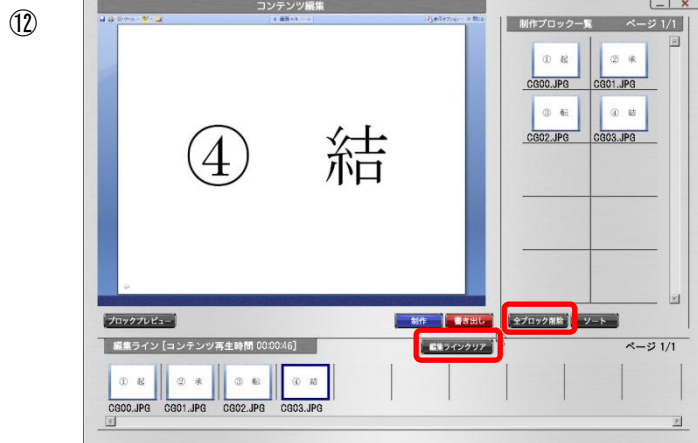 ⑫
コンテンツ編集
制作ブロック一覧 ページ 1/1
① 起 ② 承
CG00.JPG CG01.JPG
③ 転 ④ 結
CG02.JPG CG03.JPG
④ 結
ブロックプレビュー 制作 書き出し 全ブロック削除 ソート
編集ライン [コンテンツ再生時間 00:00:46] 編集ラインクリア ページ 1/1
① 起 ② 承 ③ 転 ④ 結
CG00.JPG CG01.JPG CG02.JPG CG03.JPG